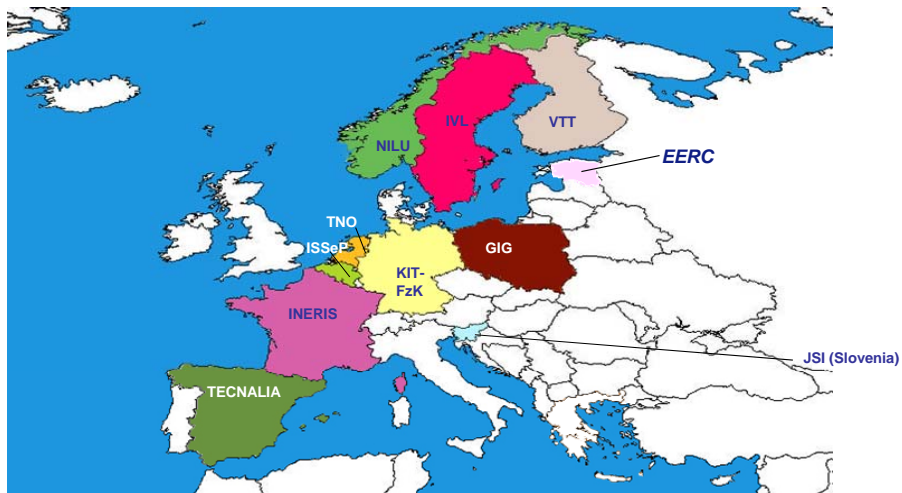 IVL
VTT
NILU
EERC
TNO
ISSeP
GIG
KIT-
FzK
INERIS
JSI (Slovenia)
TECNALIA